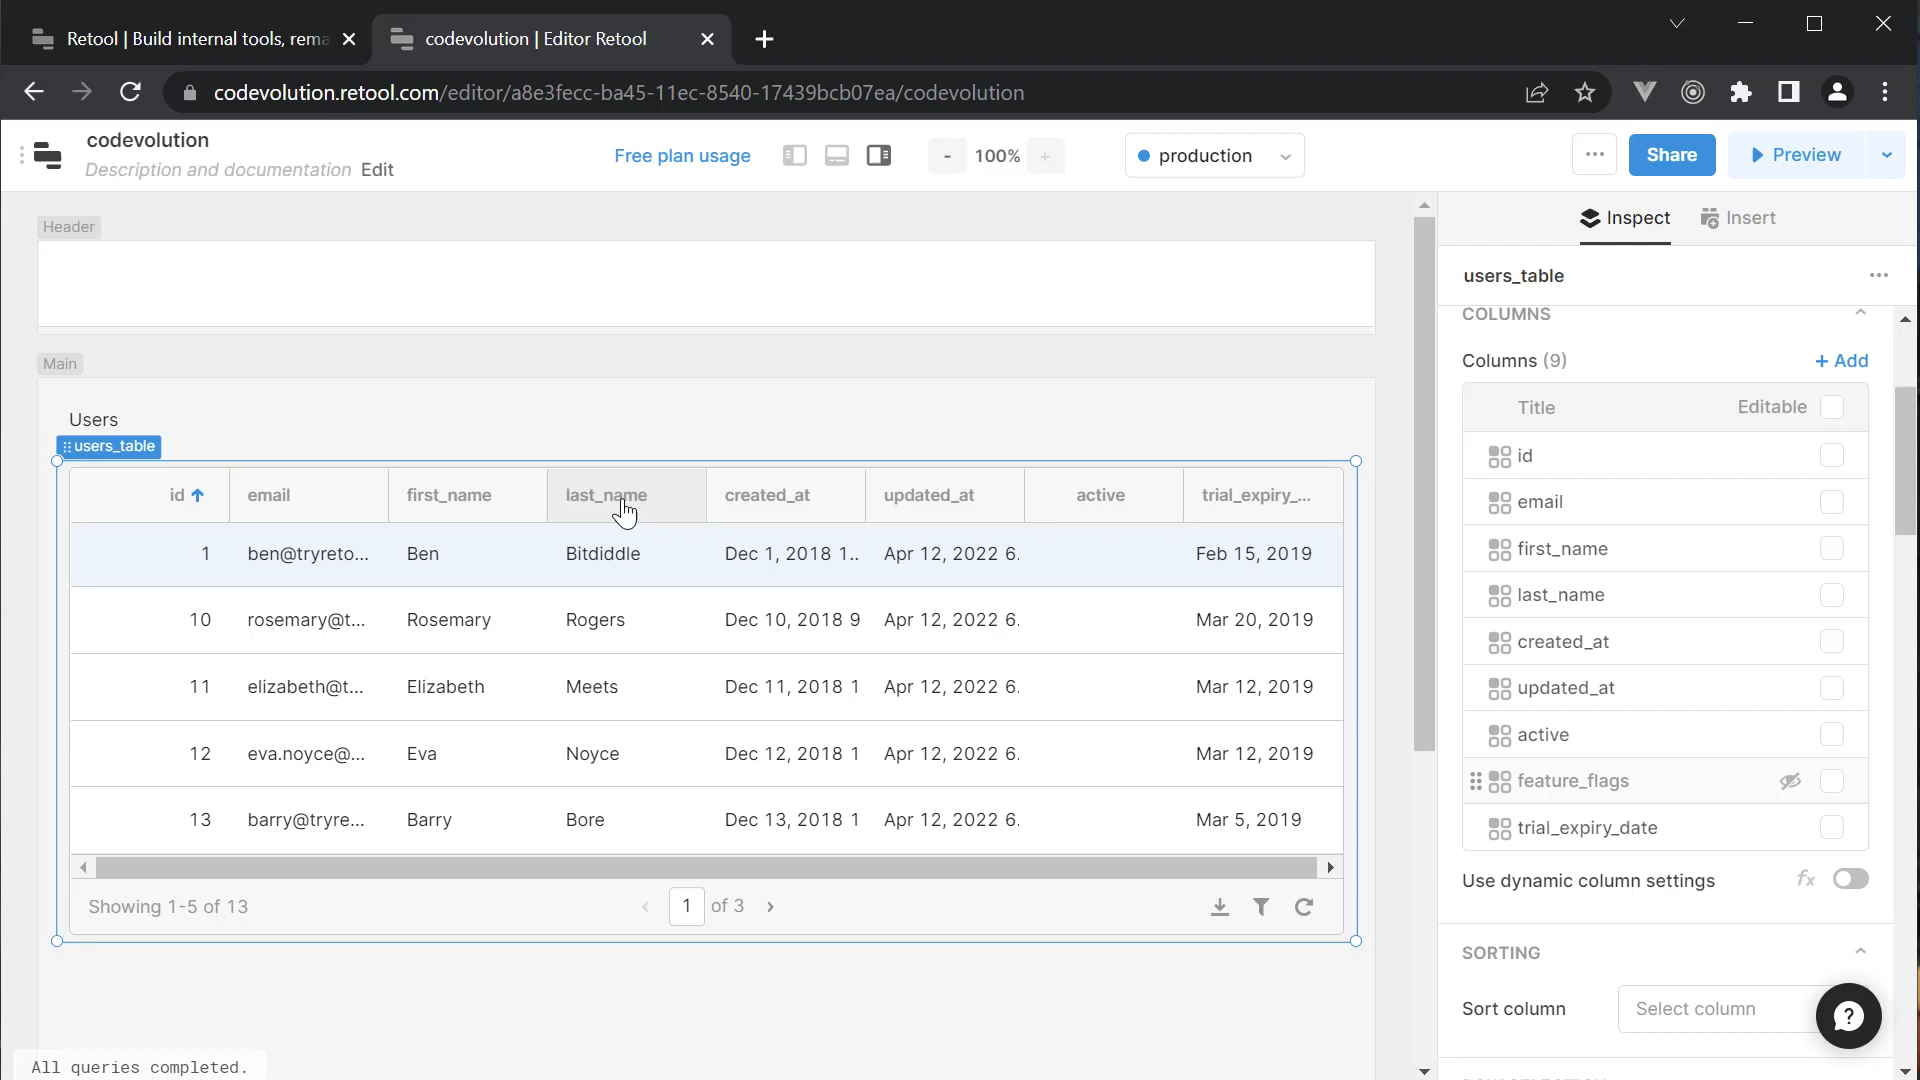 Retool | Build internal tools, rema
codevolution | Editor Retool
codevolution.retool.com/editor/a8e3fecc-ba45-11ec-8540-17439bcb07ea/codevolution
codevolution
Description and documentation Edit
Free plan usage
- 100% +
production
Share
Preview
Header
Inspect
Insert
users_table
COLUMNS
Main
Columns (9)
+ Add
Title Editable
Users
users_table
id email first_name last_name created_at updated_at active trial_expiry_...
1 ben@tryreto... Ben Bitdiddle Dec 1, 2018 1.. Apr 12, 2022 6. Feb 15, 2019
10 rosemary@t... Rosemary Rogers Dec 10, 2018 9 Apr 12, 2022 6. Mar 20, 2019
11 elizabeth@t... Elizabeth Meets Dec 11, 2018 1 Apr 12, 2022 6. Mar 12, 2019
12 eva.noyce@... Eva Noyce Dec 12, 2018 1 Apr 12, 2022 6. Mar 12, 2019
13 barry@tryre... Barry Bore Dec 13, 2018 1 Apr 12, 2022 6. Mar 5, 2019
Showing 1-5 of 13
1 of 3
id
email
first_name
last_name
created_at
updated_at
active
feature_flags
trial_expiry_date
Use dynamic column settings
fx
SORTING
Sort column
Select column
All queries completed.